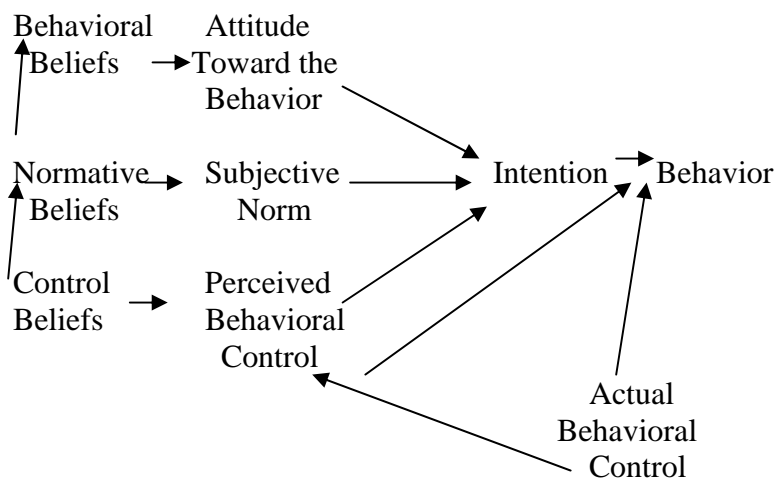 Behavioral
Beliefs
Attitude
Toward the
Behavior
Normative
Beliefs
Subjective
Norm
Intention
Behavior
Control
Beliefs
Perceived
Behavioral
Control
Actual
Behavioral
Control